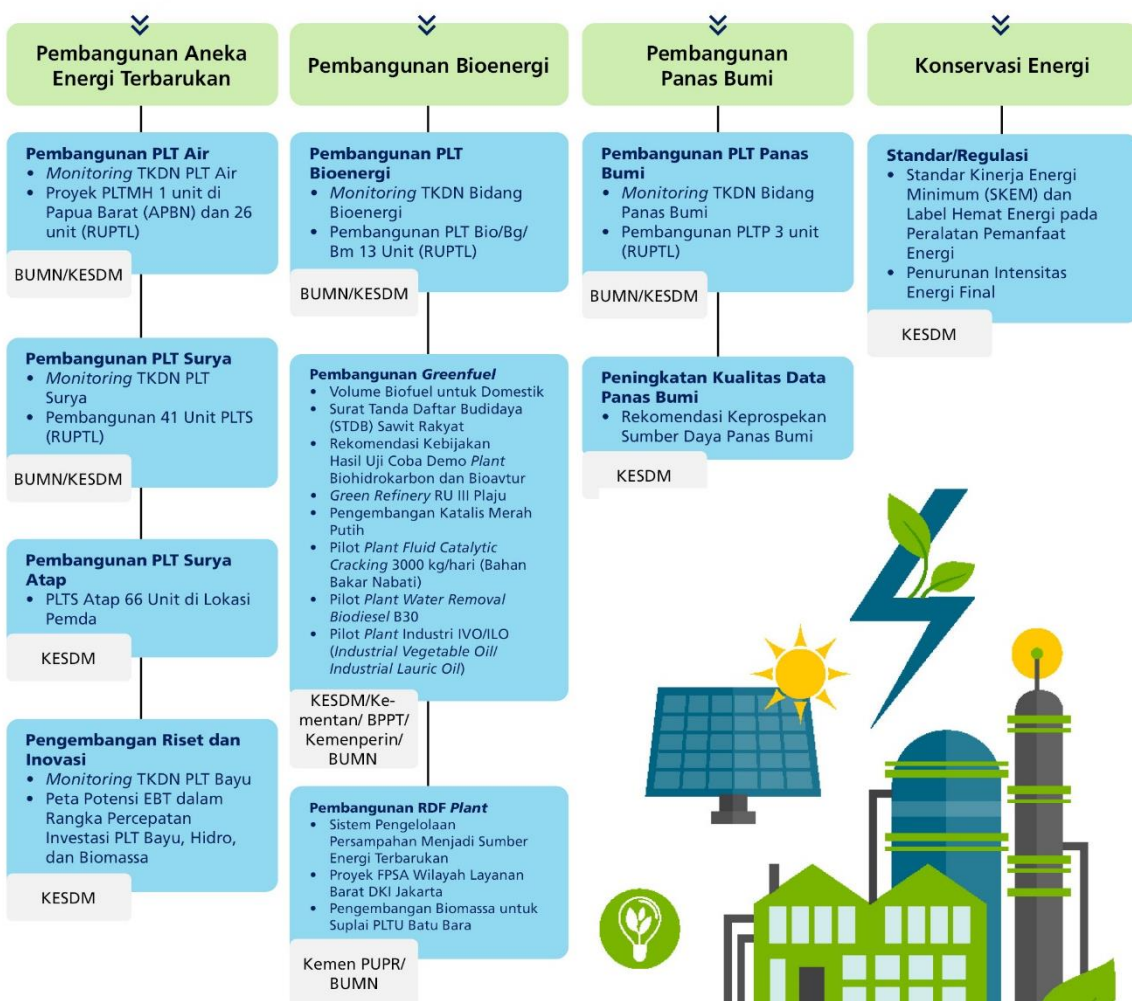 Pembangunan Aneka
Energi Terbarukan
Pembangunan PLT Air
• Monitoring TKDN PLT Air
• Proyek PLTMH 1 unit di
Papua Barat (APBN) dan 26
unit (RUPTL)
BUMN/KESDM
Pembangunan PLT Surya
• Monitoring TKDN PLT
Surya
• Pembangunan 41 Unit PLTS
(RUPTL)
BUMN/KESDM
Pembangunan PLT Surya
Atap
• PLTS Atap 66 Unit di Lokasi
Pemda
KESDM
Pengembangan Riset dan
Inovasi
• Monitoring TKDN PLT Bayu
• Peta Potensi EBT dalam
Rangka Percepatan
Investasi PLT Bayu, Hidro,
dan Biomassa
KESDM
Pembangunan Bioenergi
Pembangunan PLT
Bioenergi
• Monitoring TKDN Bidang
Bioenergi
• Pembangunan PLT Bio/Bg/
Bm 13 Unit (RUPTL)
BUMN/KESDM
Pembangunan Greenfuel
• Volume Biofuel untuk Domestik
• Surat Tanda Daftar Budidaya
(STDB) Sawit Rakyat
• Rekomendasi Kebijakan
Hasil Uji Coba Demo Plant
Biohidrokarbon dan Bioavtur
• Green Refinery RU III Plaju
• Pengembangan Katalis Merah
Putih
• Pilot Plant Fluid Catalytic
Cracking 3000 kg/hari (Bahan
Bakar Nabati)
• Pilot Plant Water Removal
Biodiesel B30
• Pilot Plant Industri IVO/ILO
(Industrial Vegetable Oil/
Industrial Lauric Oil)
KESDM/Ke-
mentan/ BPPT/
Kemenperin/
BUMN
Pembangunan RDF Plant
• Sistem Pengelolaan
Persampahan Menjadi Sumber
Energi Terbarukan
• Proyek FPSA Wilayah Layanan
Barat DKI Jakarta
• Pengembangan Biomassa untuk
Suplai PLTU Batu Bara
Kemen PUPR/
BUMN
Pembangunan
Panas Bumi
Pembangunan PLT Panas
Bumi
• Monitoring TKDN Bidang
Panas Bumi
• Pembangunan PLTP 3 unit
(RUPTL)
BUMN/KESDM
Peningkatan Kualitas Data
Panas Bumi
• Rekomendasi Keprospekan
Sumber Daya Panas Bumi
KESDM
Konservasi Energi
Standar/Regulasi
• Standar Kinerja Energi
Minimum (SKEM) dan
Label Hemat Energi pada
Peralatan Pemanfaat
Energi
• Penurunan Intensitas
Energi Final
KESDM